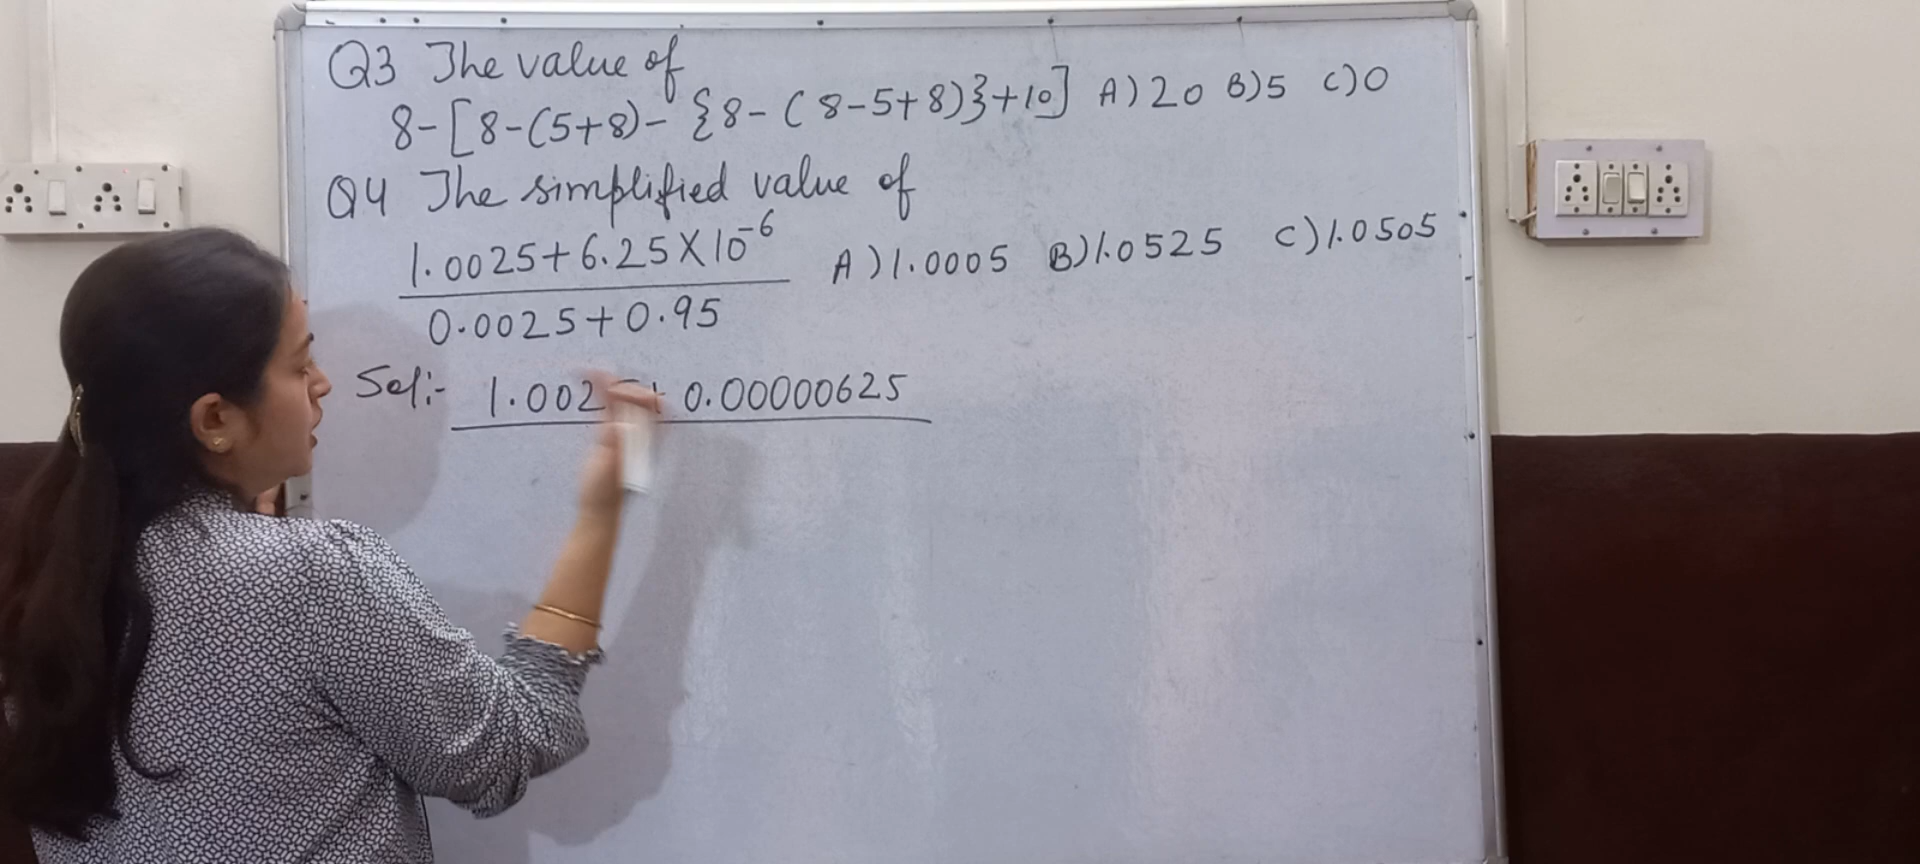 Q3 The value of
8-[8-(5+8)-{8-(8-5+8)}+10] A) 20 B) 5 C) 0
Q4 The simplified value of
1.0025+6.25×10⁻⁶
0.0025+0.95
A) 1.0005 B) 1.0525 C) 1.0505
Sol:- 1.002 + 0.00000625